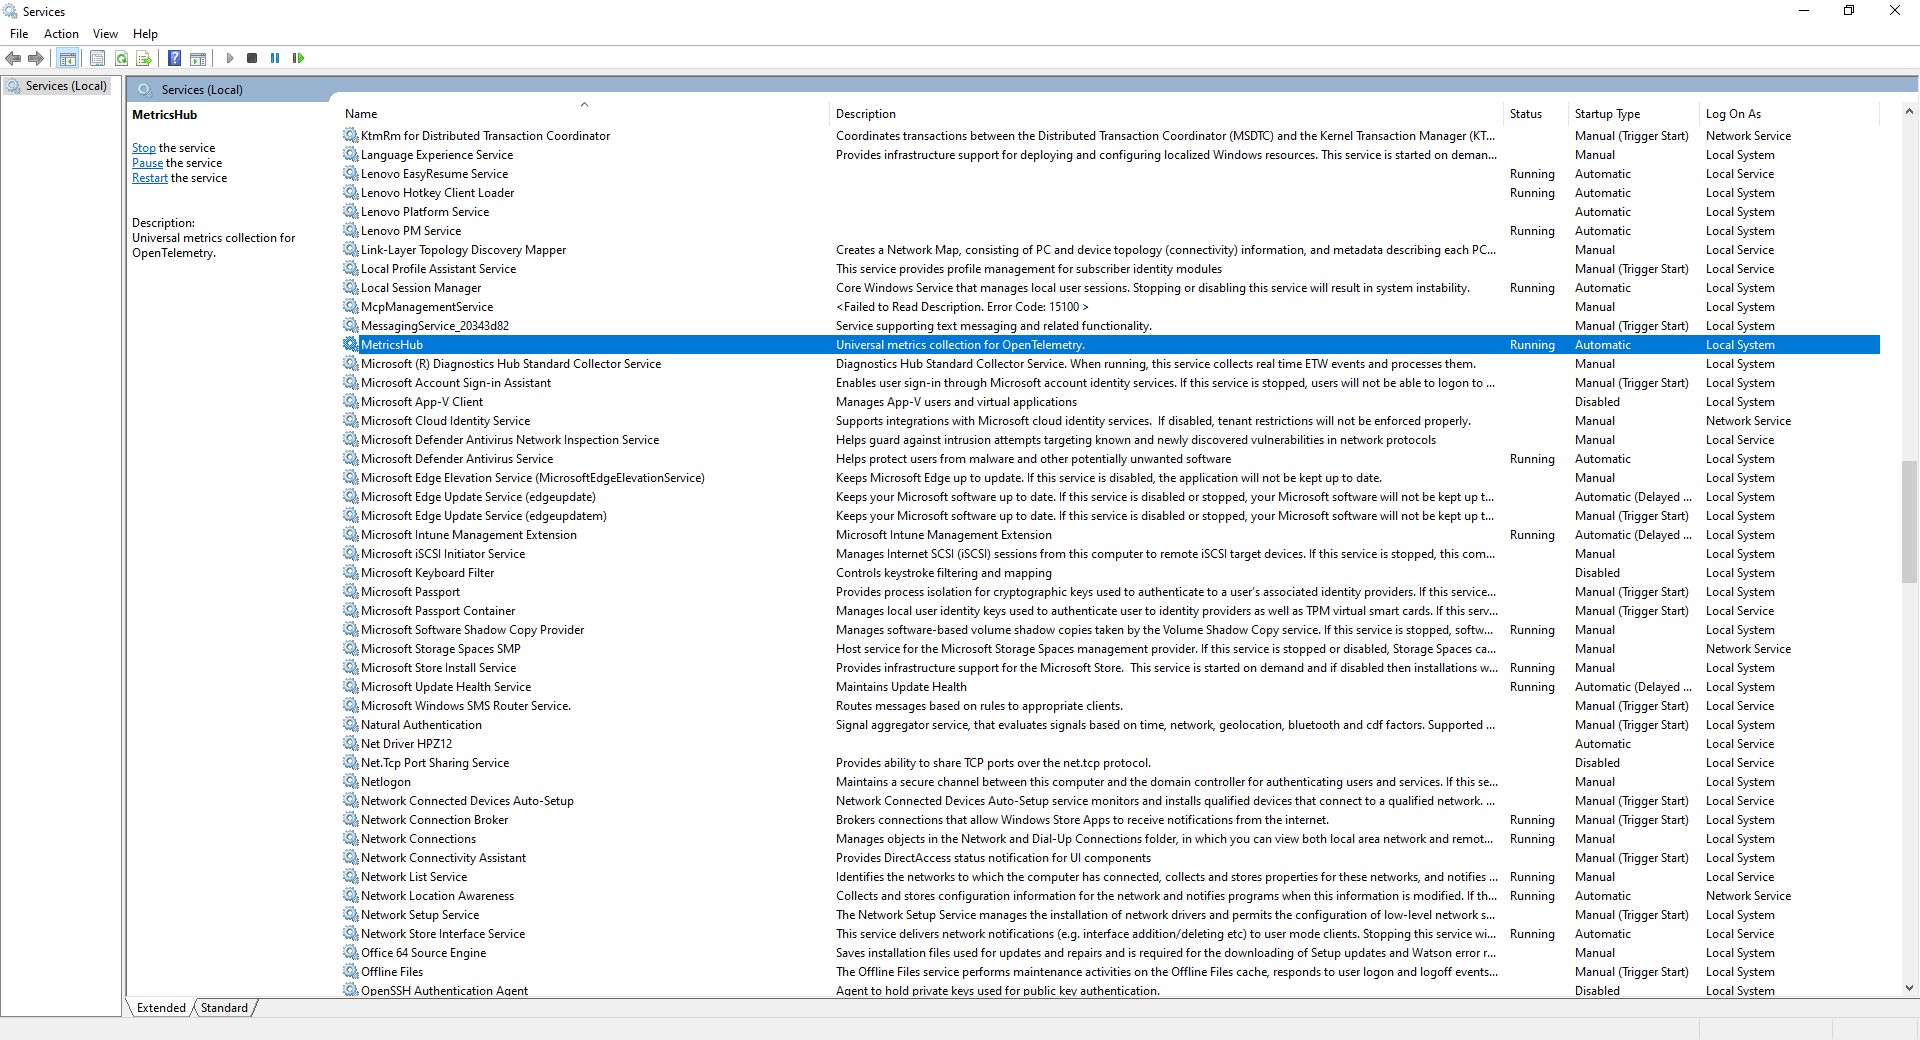 Services
File Action View Help
Services (Local)
Services (Local)
MetricsHub
Stop the service
Pause the service
Restart the service
Description:
Universal metrics collection for
OpenTelemetry.
Name Description Status Startup Type Log On As
KtmRm for Distributed Transaction Coordinator Coordinates transactions between the Distributed Transaction Coordinator (MSDTC) and the Kernel Transaction Manager (KT... Manual (Trigger Start) Network Service
Language Experience Service Provides infrastructure support for deploying and configuring localized Windows resources. This service is started on deman... Manual Local System
Lenovo EasyResume Service Running Automatic Local Service
Lenovo Hotkey Client Loader Running Automatic Local System
Lenovo Platform Service Automatic Local System
Lenovo PM Service Running Automatic Local System
Link-Layer Topology Discovery Mapper Creates a Network Map, consisting of PC and device topology (connectivity) information, and metadata describing each PC... Manual Local Service
Local Profile Assistant Service This service provides profile management for subscriber identity modules Manual (Trigger Start) Local Service
Local Session Manager Core Windows Service that manages local user sessions. Stopping or disabling this service will result in system instability. Running Automatic Local System
McpManagementService <Failed to Read Description. Error Code: 15100 > Manual Local System
MessagingService_20343d82 Service supporting text messaging and related functionality. Manual (Trigger Start) Local System
MetricsHub Universal metrics collection for OpenTelemetry. Running Automatic Local System
Microsoft (R) Diagnostics Hub Standard Collector Service Diagnostics Hub Standard Collector Service. When running, this service collects real time ETW events and processes them. Manual Local System
Microsoft Account Sign-in Assistant Enables user sign-in through Microsoft account identity services. If this service is stopped, users will not be able to logon to ... Manual (Trigger Start) Local System
Microsoft App-V Client Manages App-V users and virtual applications Disabled Local System
Microsoft Cloud Identity Service Supports integrations with Microsoft cloud identity services.  If disabled, tenant restrictions will not be enforced properly. Manual Network Service
Microsoft Defender Antivirus Network Inspection Service Helps guard against intrusion attempts targeting known and newly discovered vulnerabilities in network protocols Manual Local Service
Microsoft Defender Antivirus Service Helps protect users from malware and other potentially unwanted software Running Automatic Local System
Microsoft Edge Elevation Service (MicrosoftEdgeElevationService) Keeps Microsoft Edge up to update. If this service is disabled, the application will not be kept up to date. Manual Local System
Microsoft Edge Update Service (edgeupdate) Keeps your Microsoft software up to date. If this service is disabled or stopped, your Microsoft software will not be kept up t... Automatic (Delayed ... Local System
Microsoft Edge Update Service (edgeupdatem) Keeps your Microsoft software up to date. If this service is disabled or stopped, your Microsoft software will not be kept up t... Manual (Trigger Start) Local System
Microsoft Intune Management Extension Microsoft Intune Management Extension Running Automatic (Delayed ... Local System
Microsoft iSCSI Initiator Service Manages Internet SCSI (iSCSI) sessions from this computer to remote iSCSI target devices. If this service is stopped, this com... Manual Local System
Microsoft Keyboard Filter Controls keystroke filtering and mapping Disabled Local System
Microsoft Passport Provides process isolation for cryptographic keys used to authenticate to a user's associated identity providers. If this service... Manual (Trigger Start) Local System
Microsoft Passport Container Manages local user identity keys used to authenticate user to identity providers as well as TPM virtual smart cards. If this serv... Manual (Trigger Start) Local Service
Microsoft Software Shadow Copy Provider Manages software-based volume shadow copies taken by the Volume Shadow Copy service. If this service is stopped, softw... Running Manual Local System
Microsoft Storage Spaces SMP Host service for the Microsoft Storage Spaces management provider. If this service is stopped or disabled, Storage Spaces ca... Manual Network Service
Microsoft Store Install Service Provides infrastructure support for the Microsoft Store.  This service is started on demand and if disabled then installations w... Running Manual Local System
Microsoft Update Health Service Maintains Update Health Running Automatic (Delayed ... Local System
Microsoft Windows SMS Router Service. Routes messages based on rules to appropriate clients. Manual (Trigger Start) Local System
Natural Authentication Signal aggregator service, that evaluates signals based on time, network, geolocation, bluetooth and cdf factors. Supported ... Manual (Trigger Start) Local System
Net Driver HPZ12 Automatic Local Service
Net.Tcp Port Sharing Service Provides ability to share TCP ports over the net.tcp protocol. Disabled Local Service
Netlogon Maintains a secure channel between this computer and the domain controller for authenticating users and services. If this se... Manual Local System
Network Connected Devices Auto-Setup Network Connected Devices Auto-Setup service monitors and installs qualified devices that connect to a qualified network. ... Manual (Trigger Start) Local Service
Network Connection Broker Brokers connections that allow Windows Store Apps to receive notifications from the internet. Running Manual (Trigger Start) Local System
Network Connections Manages objects in the Network and Dial-Up Connections folder, in which you can view both local area network and remot... Running Manual Local System
Network Connectivity Assistant Provides DirectAccess status notification for UI components Manual (Trigger Start) Local System
Network List Service Identifies the networks to which the computer has connected, collects and stores properties for these networks, and notifies ... Running Manual Local Service
Network Location Awareness Collects and stores configuration information for the network and notifies programs when this information is modified. If th... Running Automatic Network Service
Network Setup Service The Network Setup Service manages the installation of network drivers and permits the configuration of low-level network s... Manual (Trigger Start) Local System
Network Store Interface Service This service delivers network notifications (e.g. interface addition/deleting etc) to user mode clients. Stopping this service wi... Running Automatic Local Service
Office 64 Source Engine Saves installation files used for updates and repairs and is required for the downloading of Setup updates and Watson error r... Manual Local System
Offline Files The Offline Files service performs maintenance activities on the Offline Files cache, responds to user logon and logoff events... Manual (Trigger Start) Local System
OpenSSH Authentication Agent Agent to hold private keys used for public key authentication. Disabled Local System
Extended Standard